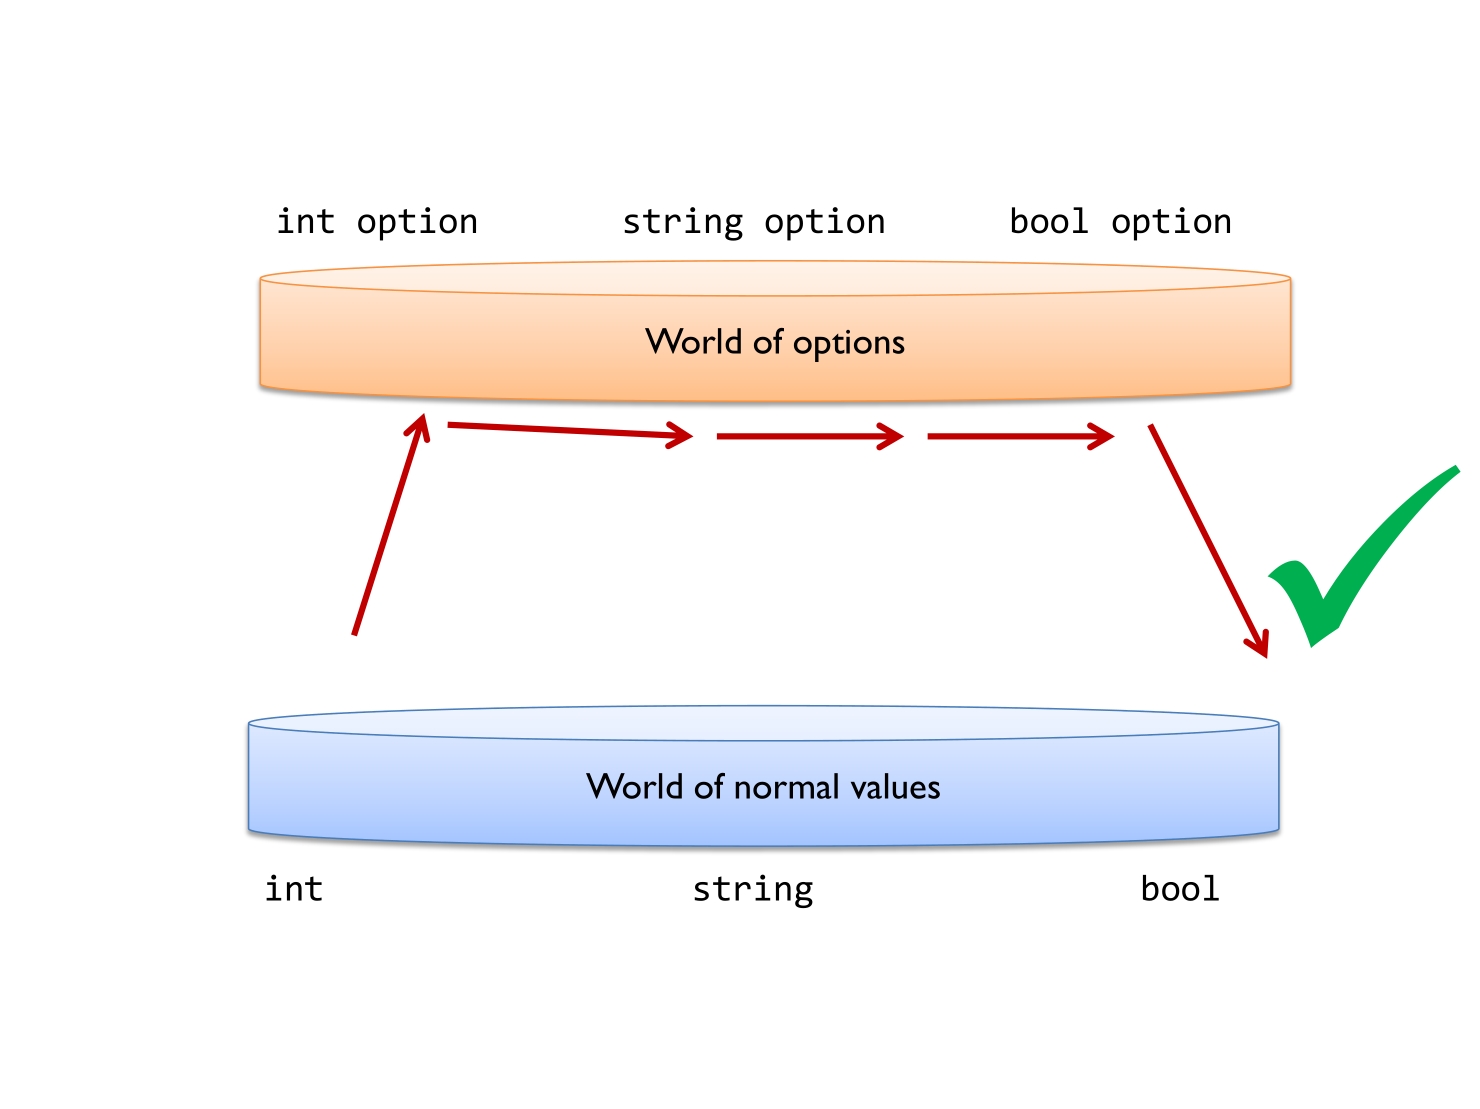 int option string option bool option
World of options
World of normal values
int string bool